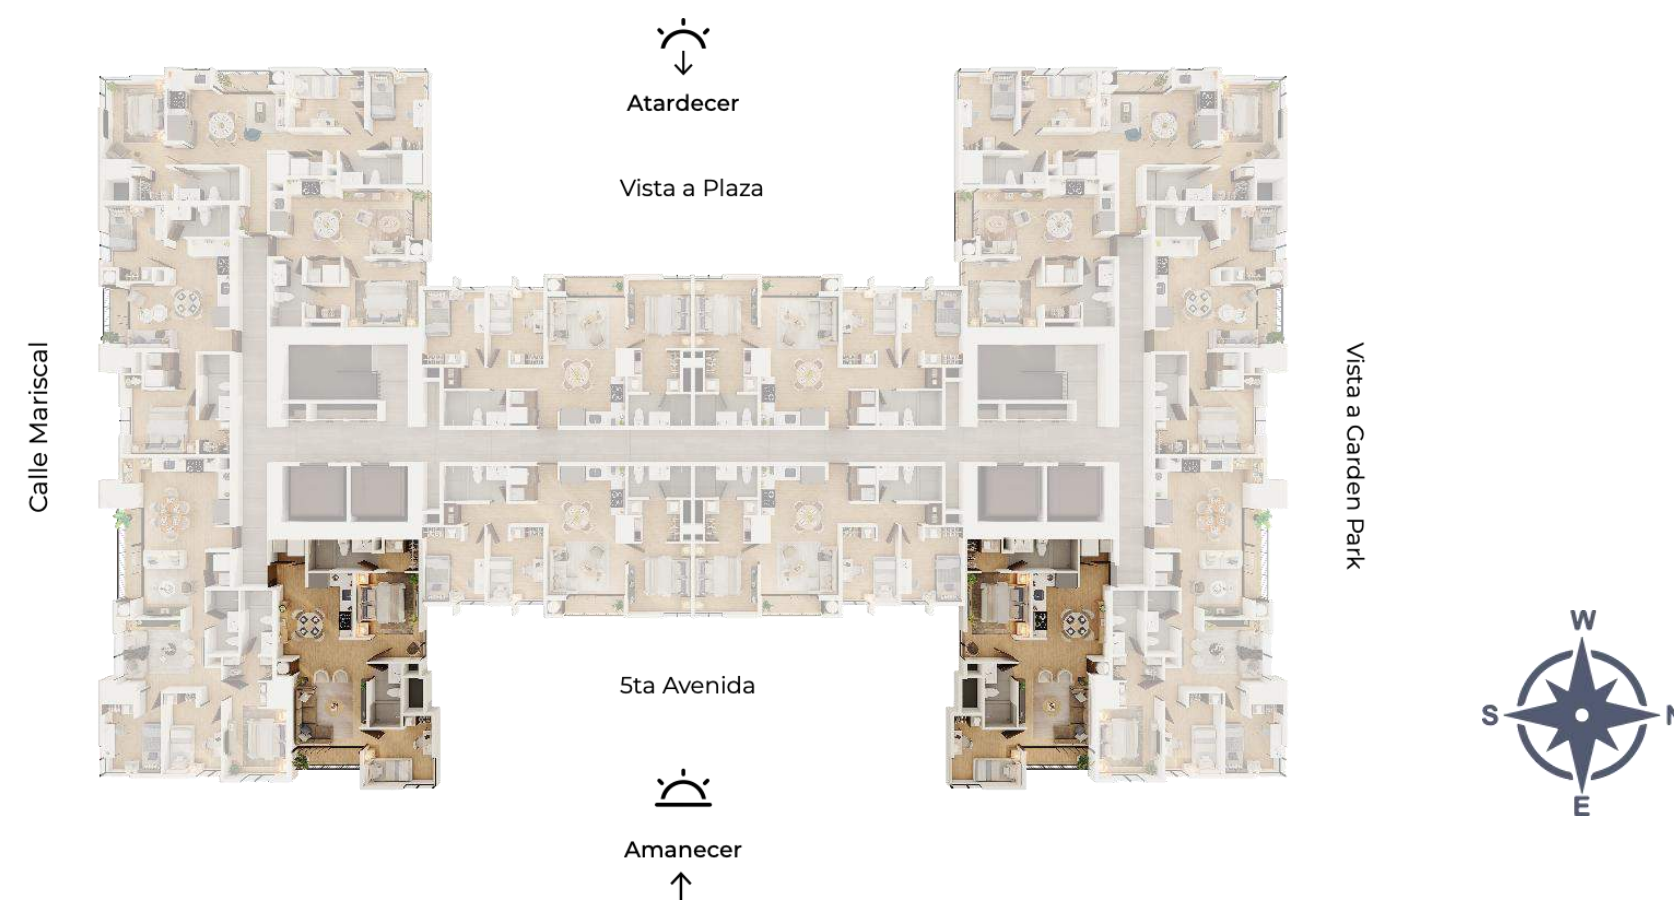 Atardecer
Vista a Plaza
Calle Mariscal
Vista a Garden Park
5ta Avenida
Amanecer
W
S
N
E